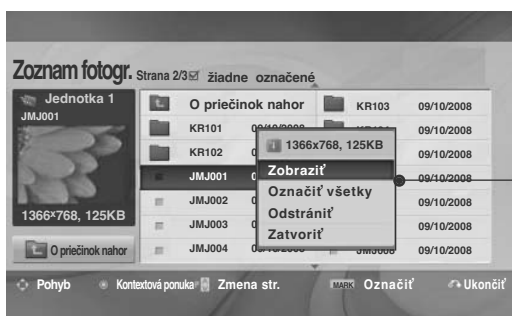 Zoznam fotogr. Strana 2/3 žiadne označené
Jednotka 1
JMJ001
1366x768, 125KB
O priečinok nahor
O priečinok nahor
KR103 09/10/2008
KR101
09/10/2008
KR102
09/10/2008
JMJ001
09/10/2008
JMJ002
09/10/2008
JMJ003
09/10/2008
JMJ004
09/10/2008
1366x768, 125KB
Zobraziť
Označiť všetky
Odstrániť
Zatvoriť
Pohyb Kontextová ponuka Zmena str. MARK Označiť Ukončiť